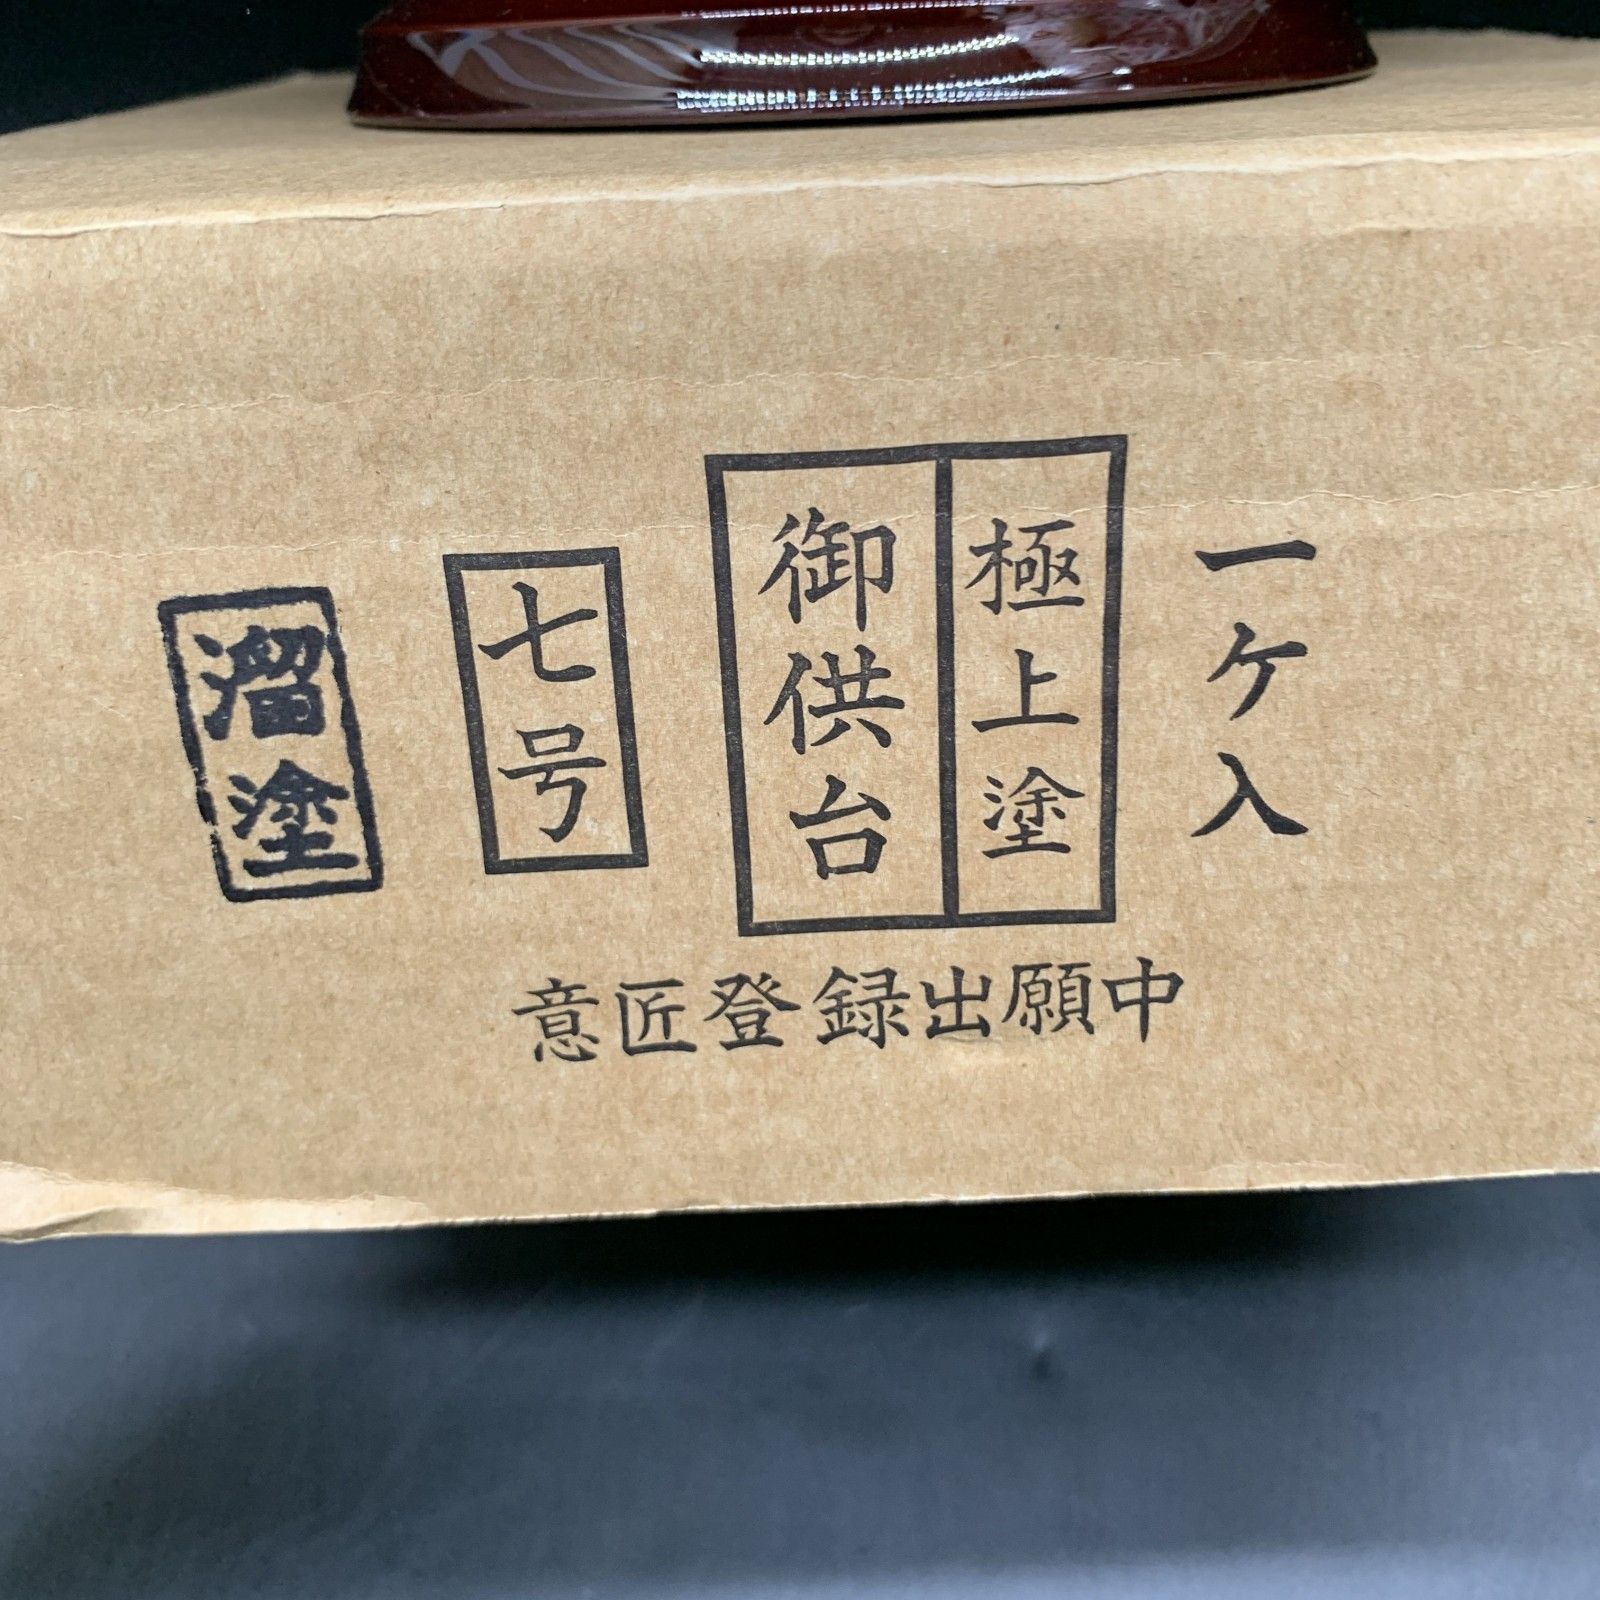 一ケ入
極上塗
御供台
七号
溜塗
意匠登録出願中